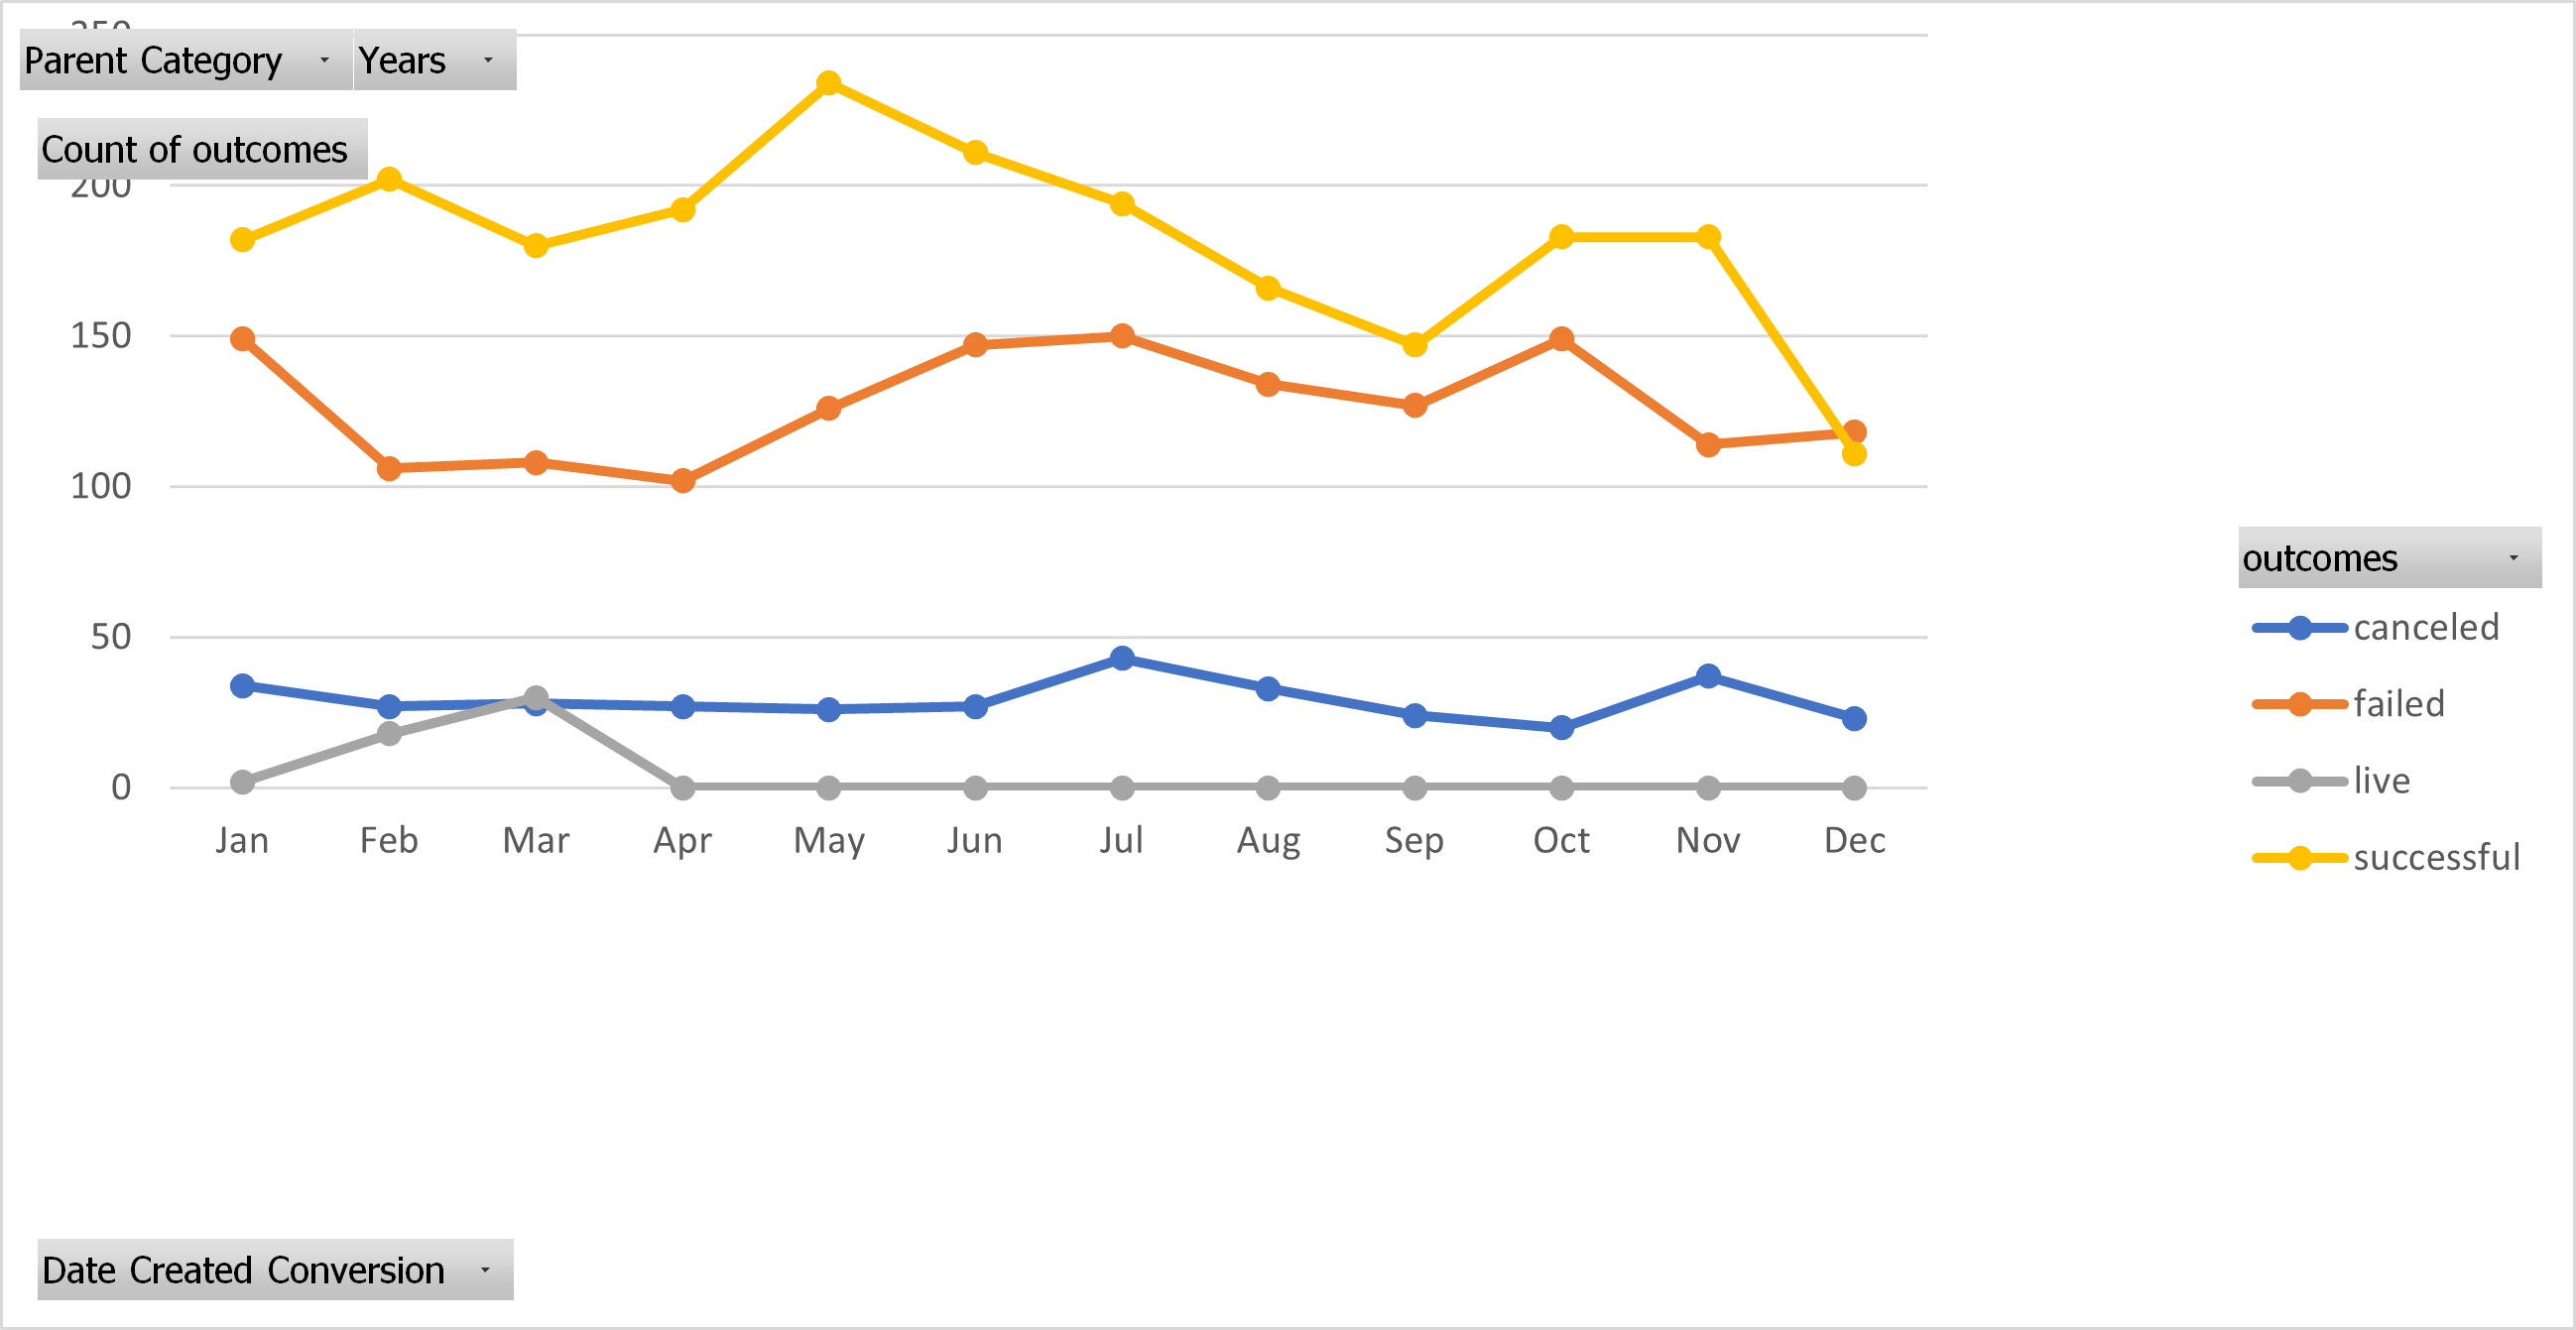 Parent Category Years
Count of outcomes
200
150
100
50
0
Jan Feb Mar Apr May Jun Jul Aug Sep Oct Nov Dec
outcomes
canceled
failed
live
successful
Date Created Conversion